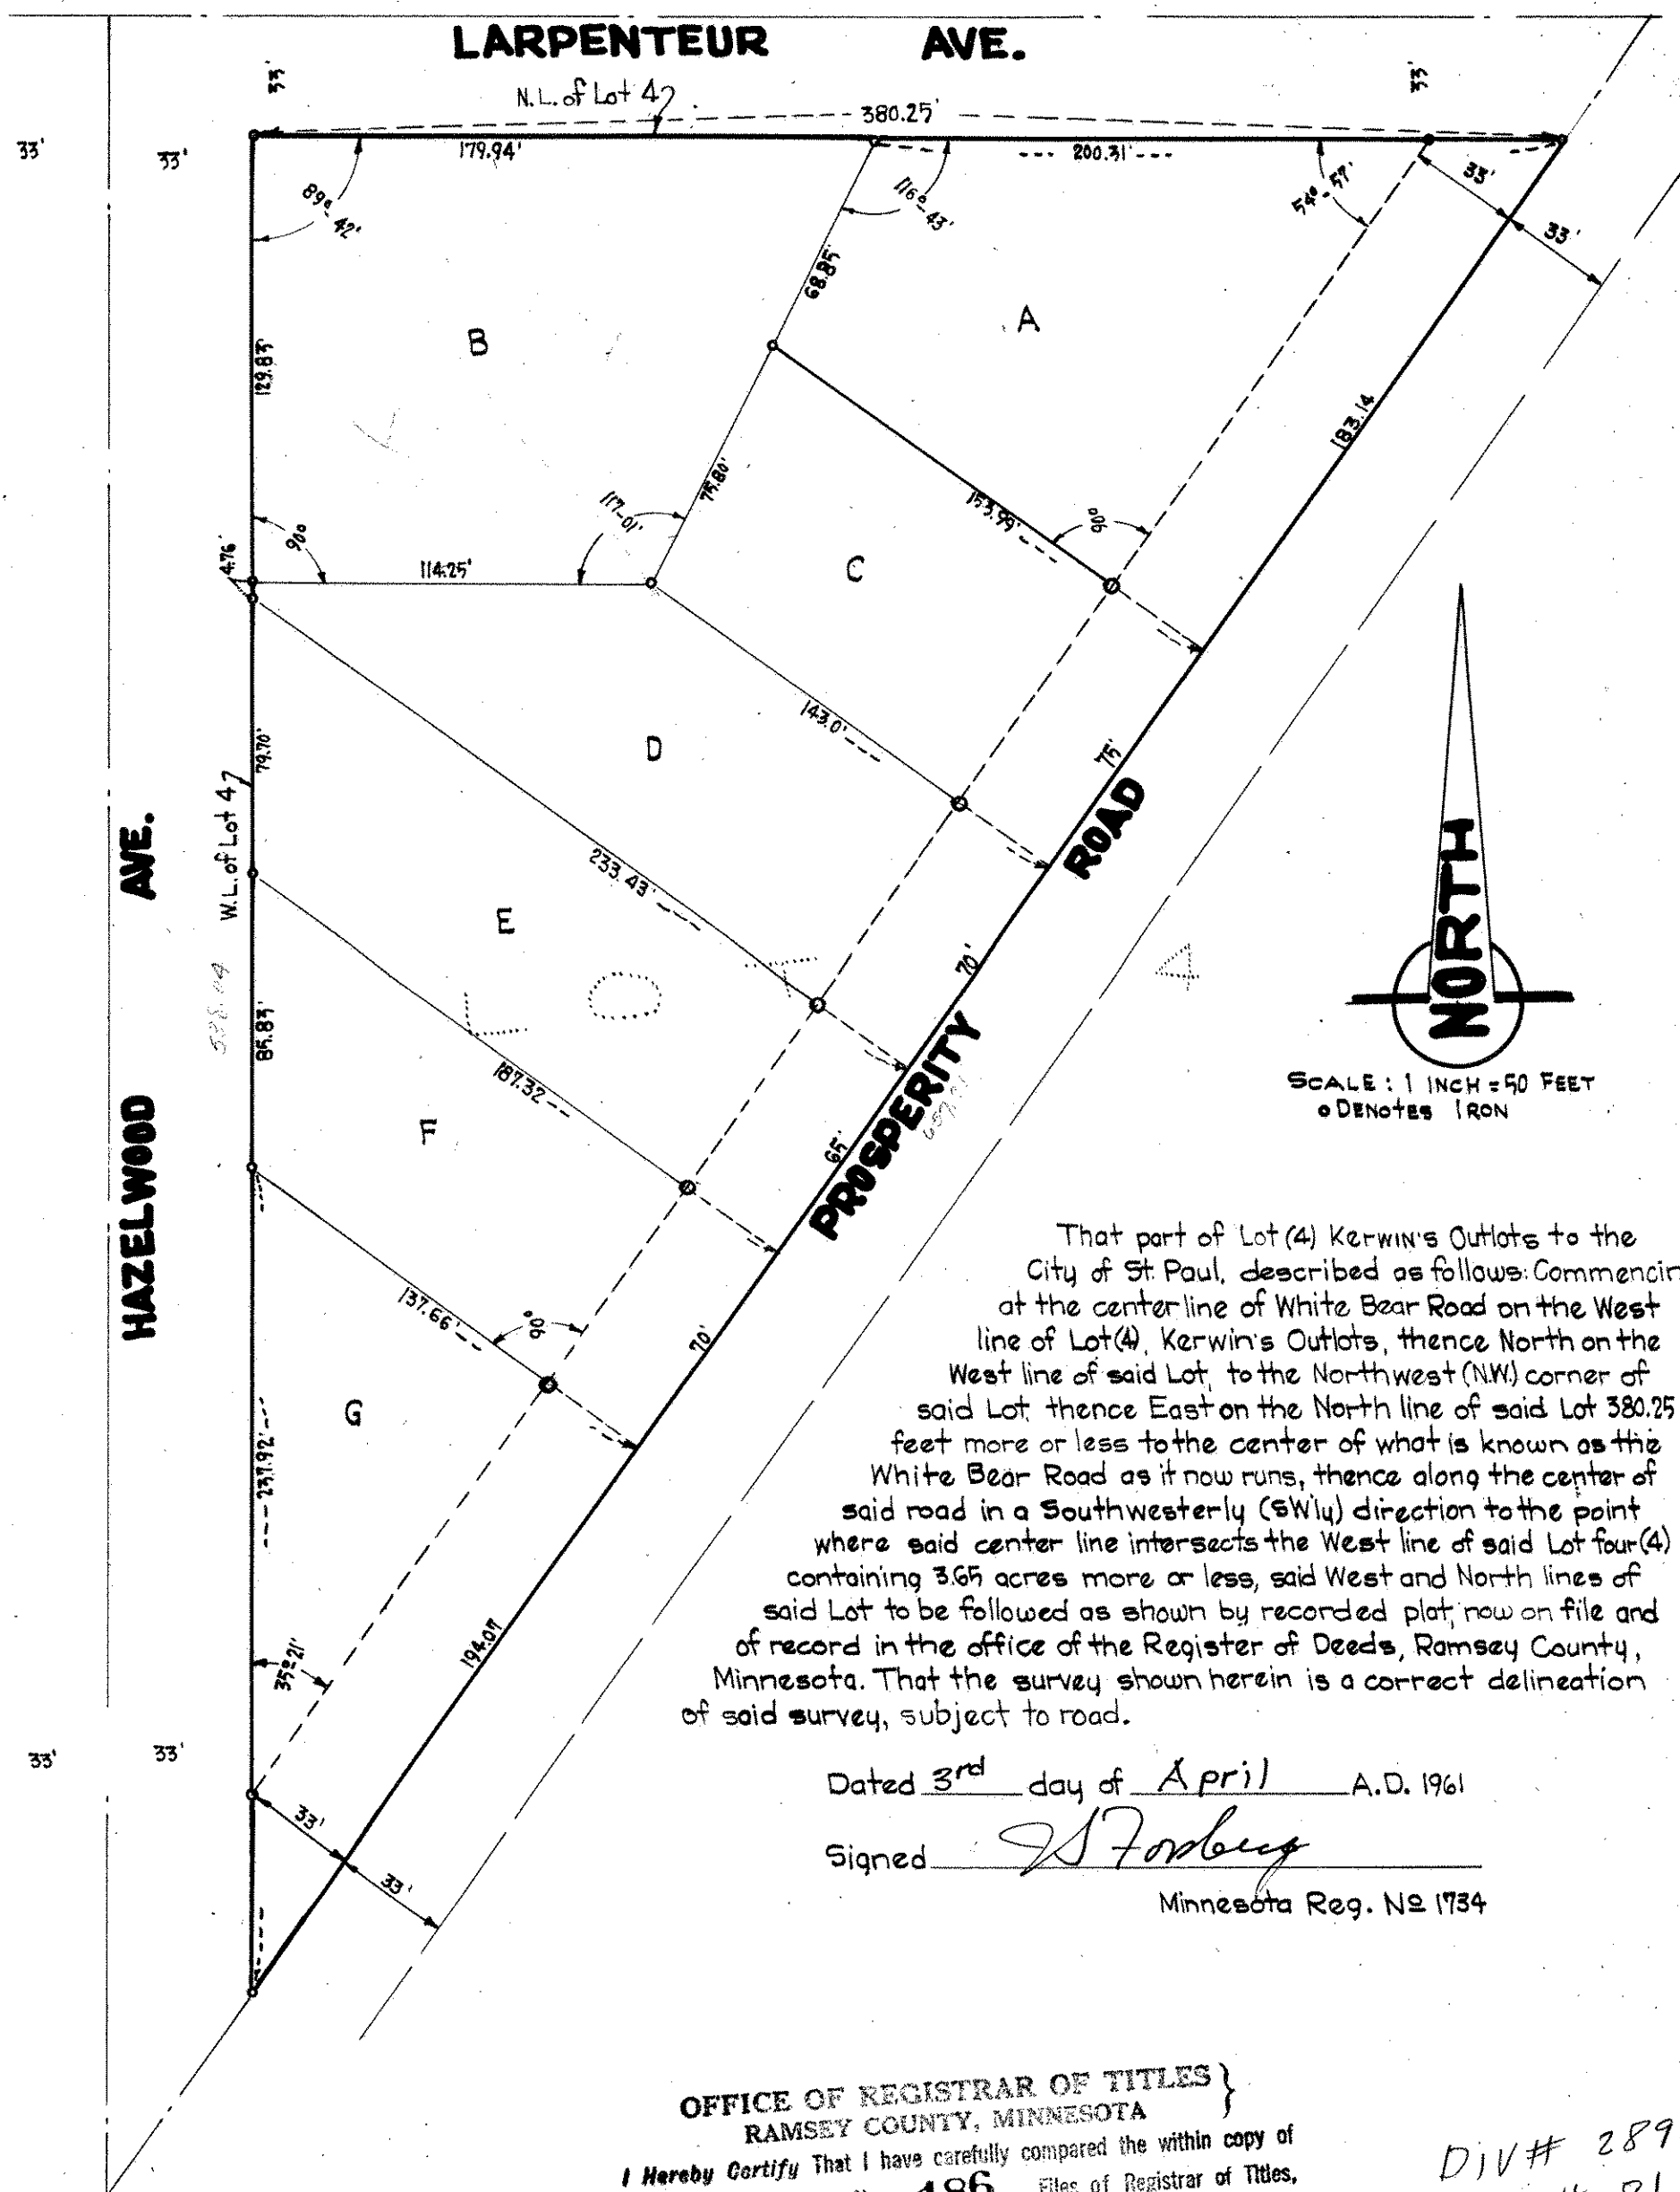 LARPENTEUR AVE.
33'
33'
N.L. of Lot 4
380.25'
33'
33'
179.94'
--- 200.31' ---
89°-42'
116°-43'
54°-57'
33'
33'
68.85'
A
B
129.83'
183.14
75.80'
117-01'
153.99'
90°
90°
4.76'
114.25'
C
143.0'
D
75'
79.70'
W.L. of Lot 4
233.43'
ROAD
70'
E
LOT 4
HAZELWOOD AVE.
85.83'
187.32
65'
PROSPERITY
F
137.66'
90°
70'
G
--- 237.92' ---
194.07
35°21'
33'
33'
33'
33'
NORTH
SCALE : 1 INCH = 50 FEET
o DENOTES IRON
That part of Lot (4) Kerwin's Outlots to the
City of St. Paul, described as follows: Commencin
at the centerline of White Bear Road on the West
line of Lot (4), Kerwin's Outlots, thence North on the
West line of said Lot, to the Northwest (N.W.) corner of
said Lot, thence East on the North line of said Lot 380.25
feet more or less to the center of what is known as the
White Bear Road as it now runs, thence along the center of
said road in a Southwesterly (SW'ly) direction to the point
where said center line intersects the West line of said Lot four (4)
containing 3.65 acres more or less, said West and North lines of
said Lot to be followed as shown by recorded plat, now on file and
of record in the office of the Register of Deeds, Ramsey County,
Minnesota. That the survey shown herein is a correct delineation
of said survey, subject to road.
Dated 3rd day of April A.D. 1961
Signed
Minnesota Reg. No 1734
OFFICE OF REGISTRAR OF TITLES }
RAMSEY COUNTY, MINNESOTA
I Hereby Certify That I have carefully compared the within copy of
186 Files of Registrar of Titles,
Div # 289